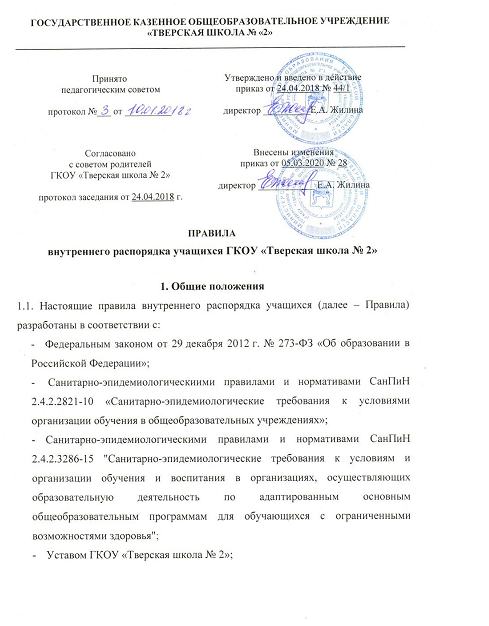 ГОСУДАРСТВЕННОЕ КАЗЕННОЕ ОБЩЕОБРАЗОВАТЕЛЬНОЕ УЧРЕЖДЕНИЕ
«ТВЕРСКАЯ ШКОЛА № «2»
Принято
педагогическим советом
протокол № 3 от 10.01.2018 г
Утверждено и введено в действие
приказ от 24.04.2018 № 44/1
директор Е.А. Жилина
Согласовано
с советом родителей
ГКОУ «Тверская школа № 2»
протокол заседания от 24.04.2018 г.
Внесены изменения
приказ от 05.03.2020 № 28
директор Е.А. Жилина
ПРАВИЛА
внутреннего распорядка учащихся ГКОУ «Тверская школа № 2»
1. Общие положения
1.1. Настоящие правила внутреннего распорядка учащихся (далее – Правила)
разработаны в соответствии с:
- Федеральным законом от 29 декабря 2012 г. № 273-ФЗ «Об образовании в
Российской Федерации»;
- Санитарно-эпидемиологическиими правилами и нормативами СанПиН
2.4.2.2821-10 «Санитарно-эпидемиологические требования к условиями
организации обучения в общеобразовательных учреждениях»;
- Санитарно-эпидемиологическими правилами и нормативами СанПиН
2.4.2.3286-15 "Санитарно-эпидемиологические требования к условиям и
организации обучения и воспитания в организациях, осуществляющих
образовательную деятельность по адаптированным основным
общеобразовательным программам для обучающихся с ограниченными
возможностями здоровья";
- Уставом ГКОУ «Тверская школа № 2»;